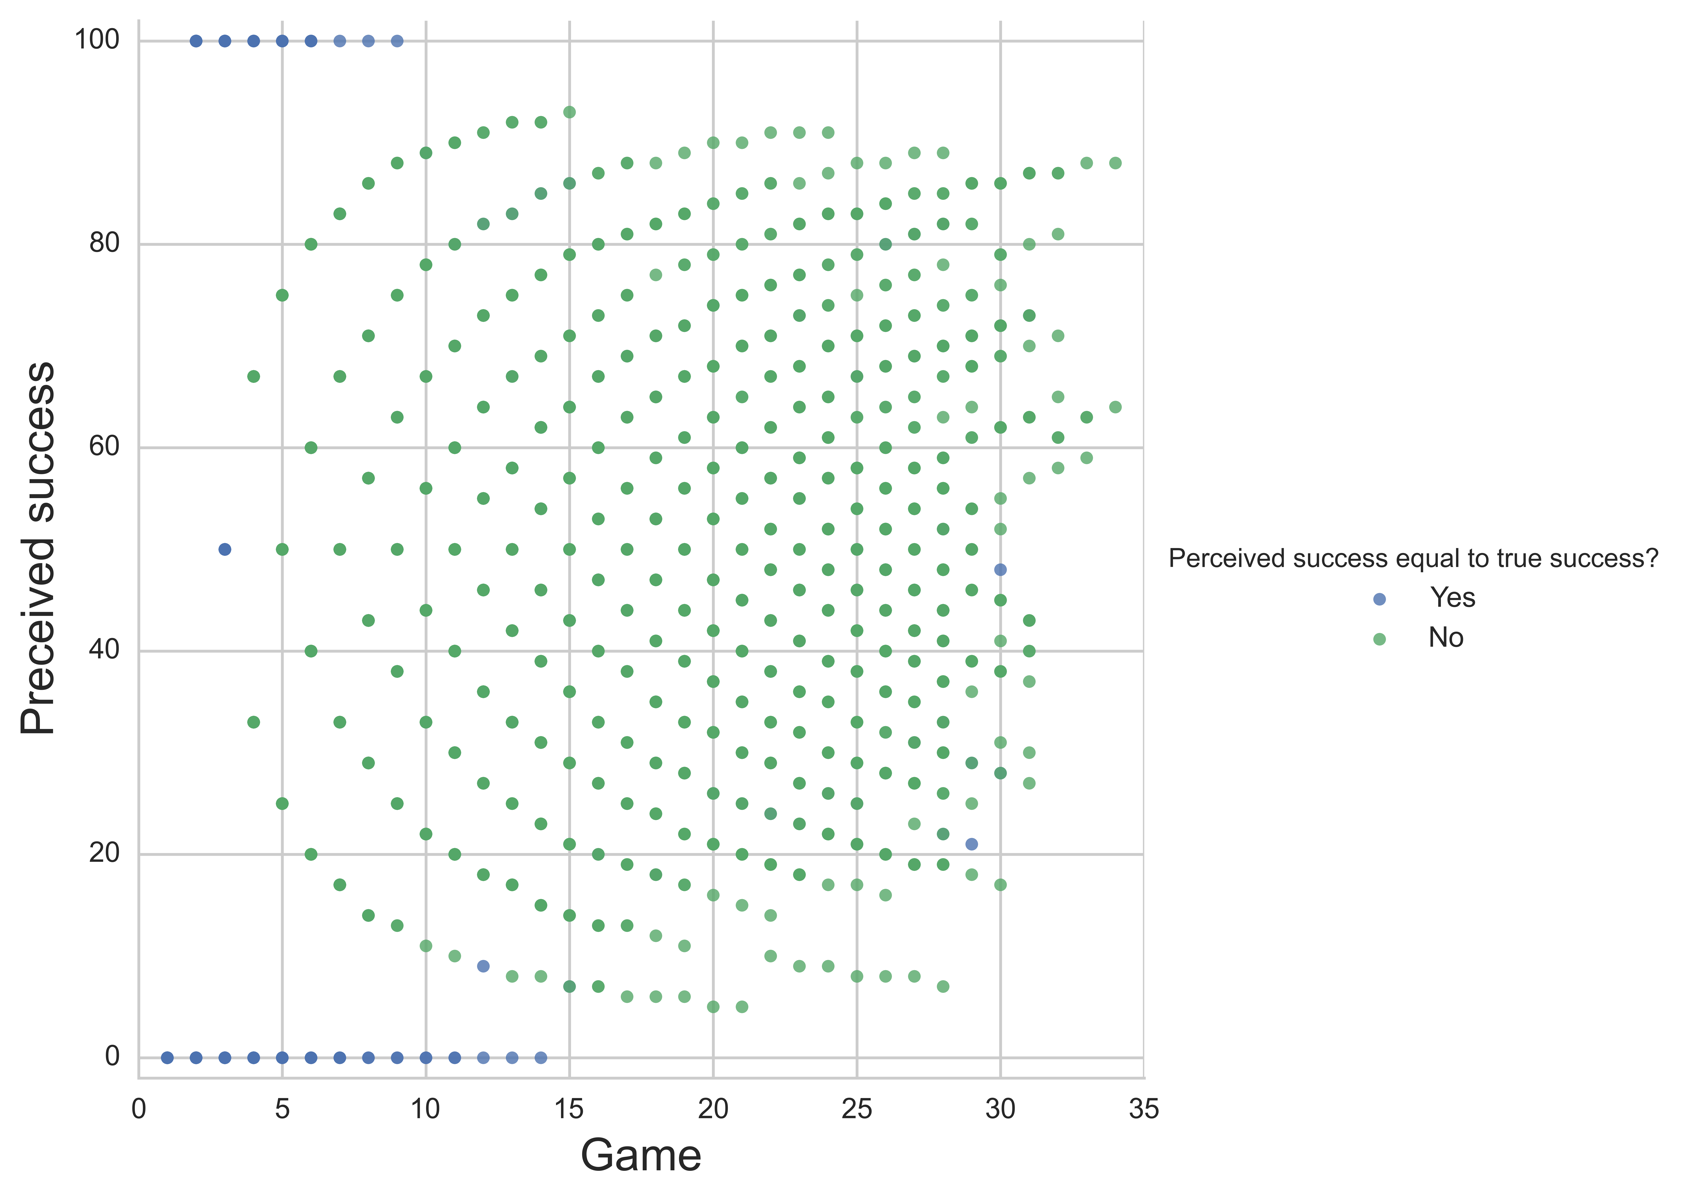 100
80
60
40
20
0
Preceived success
0 5 10 15 20 25 30 35
Game
Perceived success equal to true success?
Yes
No